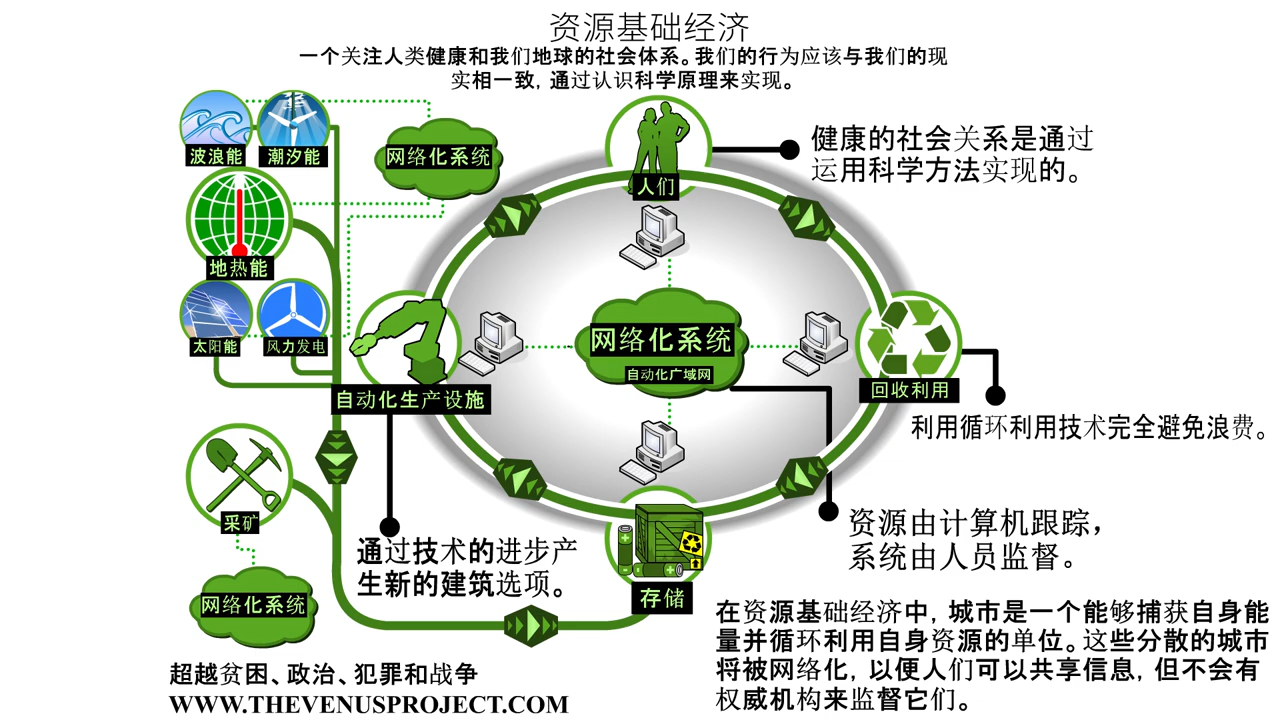 资源基础经济
一个关注人类健康和我们地球的社会体系。我们的行为应该与我们的现
实相一致，通过认识科学原理来实现。
波浪能
潮汐能
网络化系统
地热能
太阳能
风力发电
人们
健康的社会关系是通过
运用科学方法实现的。
网络化系统
自动化广域网
自动化生产设施
回收利用
利用循环利用技术完全避免浪费。
采矿
网络化系统
通过技术的进步产
生新的建筑选项。
存储
资源由计算机跟踪，
系统由人员监督。
在资源基础经济中，城市是一个能够捕获自身能
量并循环利用自身资源的单位。这些分散的城市
将被网络化，以便人们可以共享信息，但不会有
权威机构来监督它们。
超越贫困、政治、犯罪和战争
WWW.THEVENUSPROJECT.COM